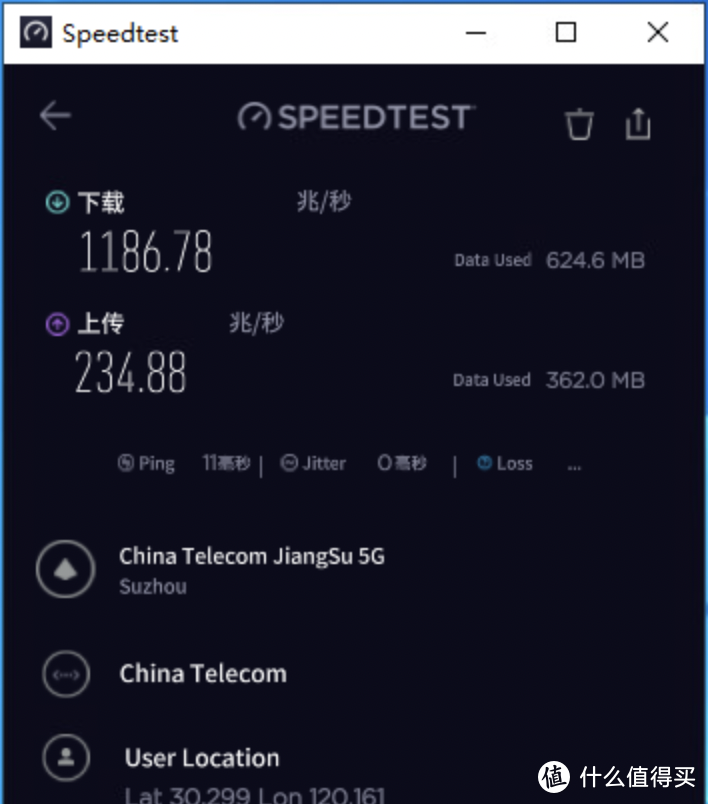 Speedtest
SPEEDTEST
下载 兆/秒
1186.78
Data Used 624.6 MB
上传 兆/秒
234.88
Data Used 362.0 MB
Ping 11毫秒 | Jitter 0毫秒 | Loss ...
China Telecom JiangSu 5G
Suzhou
China Telecom
User Location
Lat 30.299 Lon 120.161
值 什么值得买